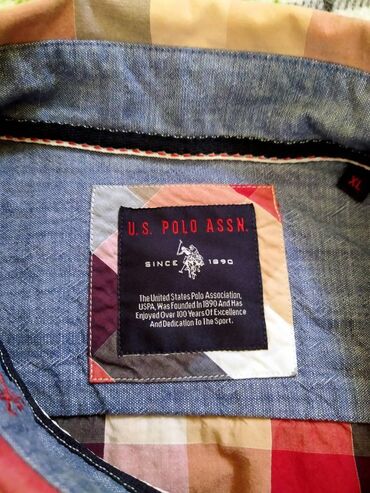 XL
U.S. POLO ASSN.
SINCE 1890
The United States Polo Association,
USPA, Was Founded In 1890 And Has
Enjoyed Over 100 Years Of Excellence
And Dedication To The Sport.